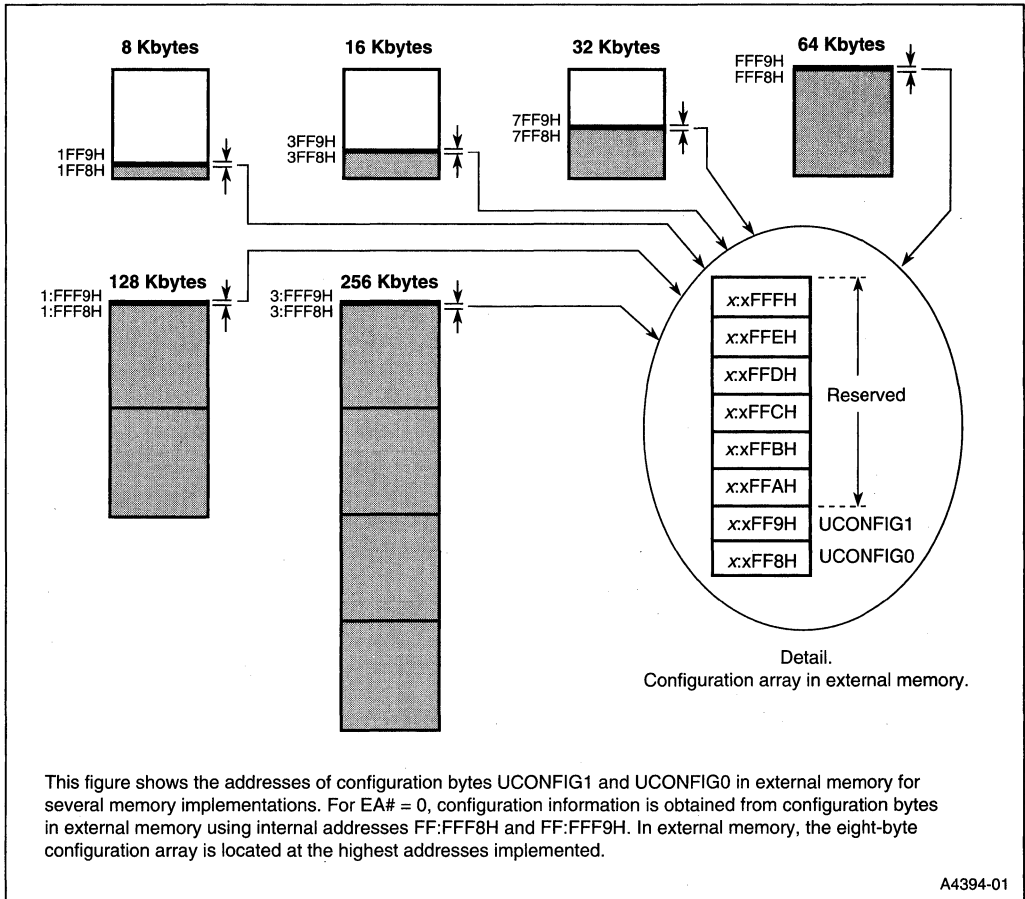 8 Kbytes
16 Kbytes
32 Kbytes
64 Kbytes
1FF9H
1FF8H
3FF9H
3FF8H
7FF9H
7FF8H
FFF9H
FFF8H
128 Kbytes
256 Kbytes
1:FFF9H
1:FFF8H
3:FFF9H
3:FFF8H
x:xFFFH
x:xFFEH
x:xFFDH
x:xFFCH
x:xFFBH
x:xFFAH
x:xFF9H
x:xFF8H
Reserved
UCONFIG1
UCONFIG0
Detail.
Configuration array in external memory.
This figure shows the addresses of configuration bytes UCONFIG1 and UCONFIG0 in external memory for
several memory implementations. For EA# = 0, configuration information is obtained from configuration bytes
in external memory using internal addresses FF:FFF8H and FF:FFF9H. In external memory, the eight-byte
configuration array is located at the highest addresses implemented.
A4394-01